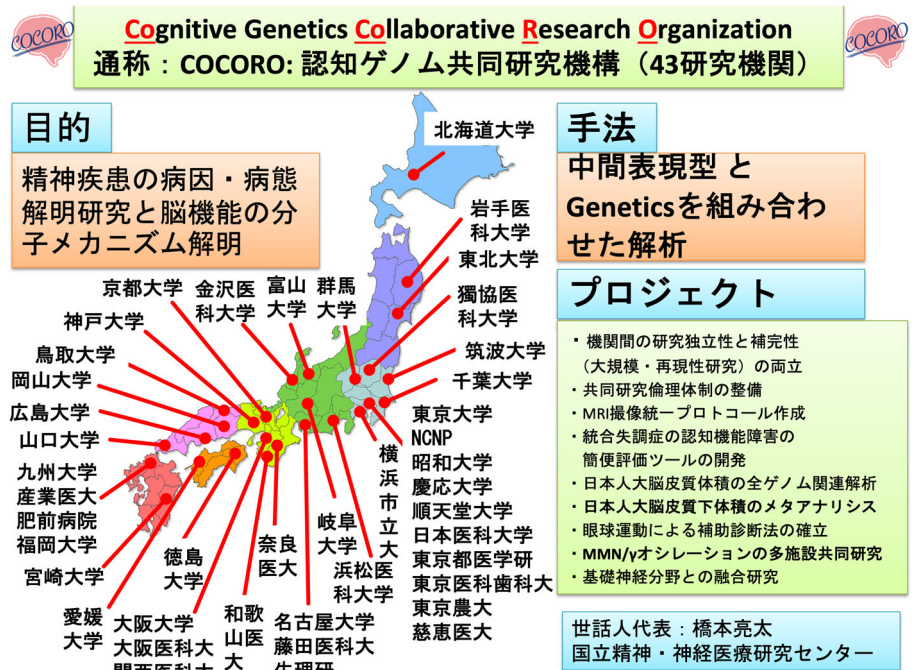 COCORO
Cognitive Genetics Collaborative Research Organization
通称：COCORO: 認知ゲノム共同研究機構（43研究機関）
COCORO
目的
精神疾患の病因・病態
解明研究と脳機能の分
子メカニズム解明
手法
中間表現型 と
Geneticsを組み合わ
せた解析
プロジェクト
・機関間の研究独立性と補完性
（大規模・再現性研究）の両立
・共同研究倫理体制の整備
・MRI撮像統一プロトコール作成
・統合失調症の認知機能障害の
簡便評価ツールの開発
・日本人大脳皮質体積の全ゲノム関連解析
・日本人大脳皮質下体積のメタアナリシス
・眼球運動による補助診断法の確立
・MMN/γオシレーションの多施設共同研究
・基礎神経分野との融合研究
世話人代表：橋本亮太
国立精神・神経医療研究センター
北海道大学
岩手医
科大学
東北大学
獨協医
科大学
筑波大学
千葉大学
京都大学
金沢医
科大学
富山
大学
群馬
大学
神戸大学
鳥取大学
岡山大学
広島大学
山口大学
九州大学
産業医大
肥前病院
福岡大学
宮崎大学
愛媛
大学
徳島
大学
大阪大学
大阪医科大
関西医科大
和歌
山医
大
奈良
医大
名古屋大学
藤田医科大
生理研
岐阜
大学
浜松医
科大学
横浜市立大
東京大学
NCNP
昭和大学
慶応大学
順天堂大学
日本医科大学
東京都医学研
東京医科歯科大
東京農大
慈恵医大